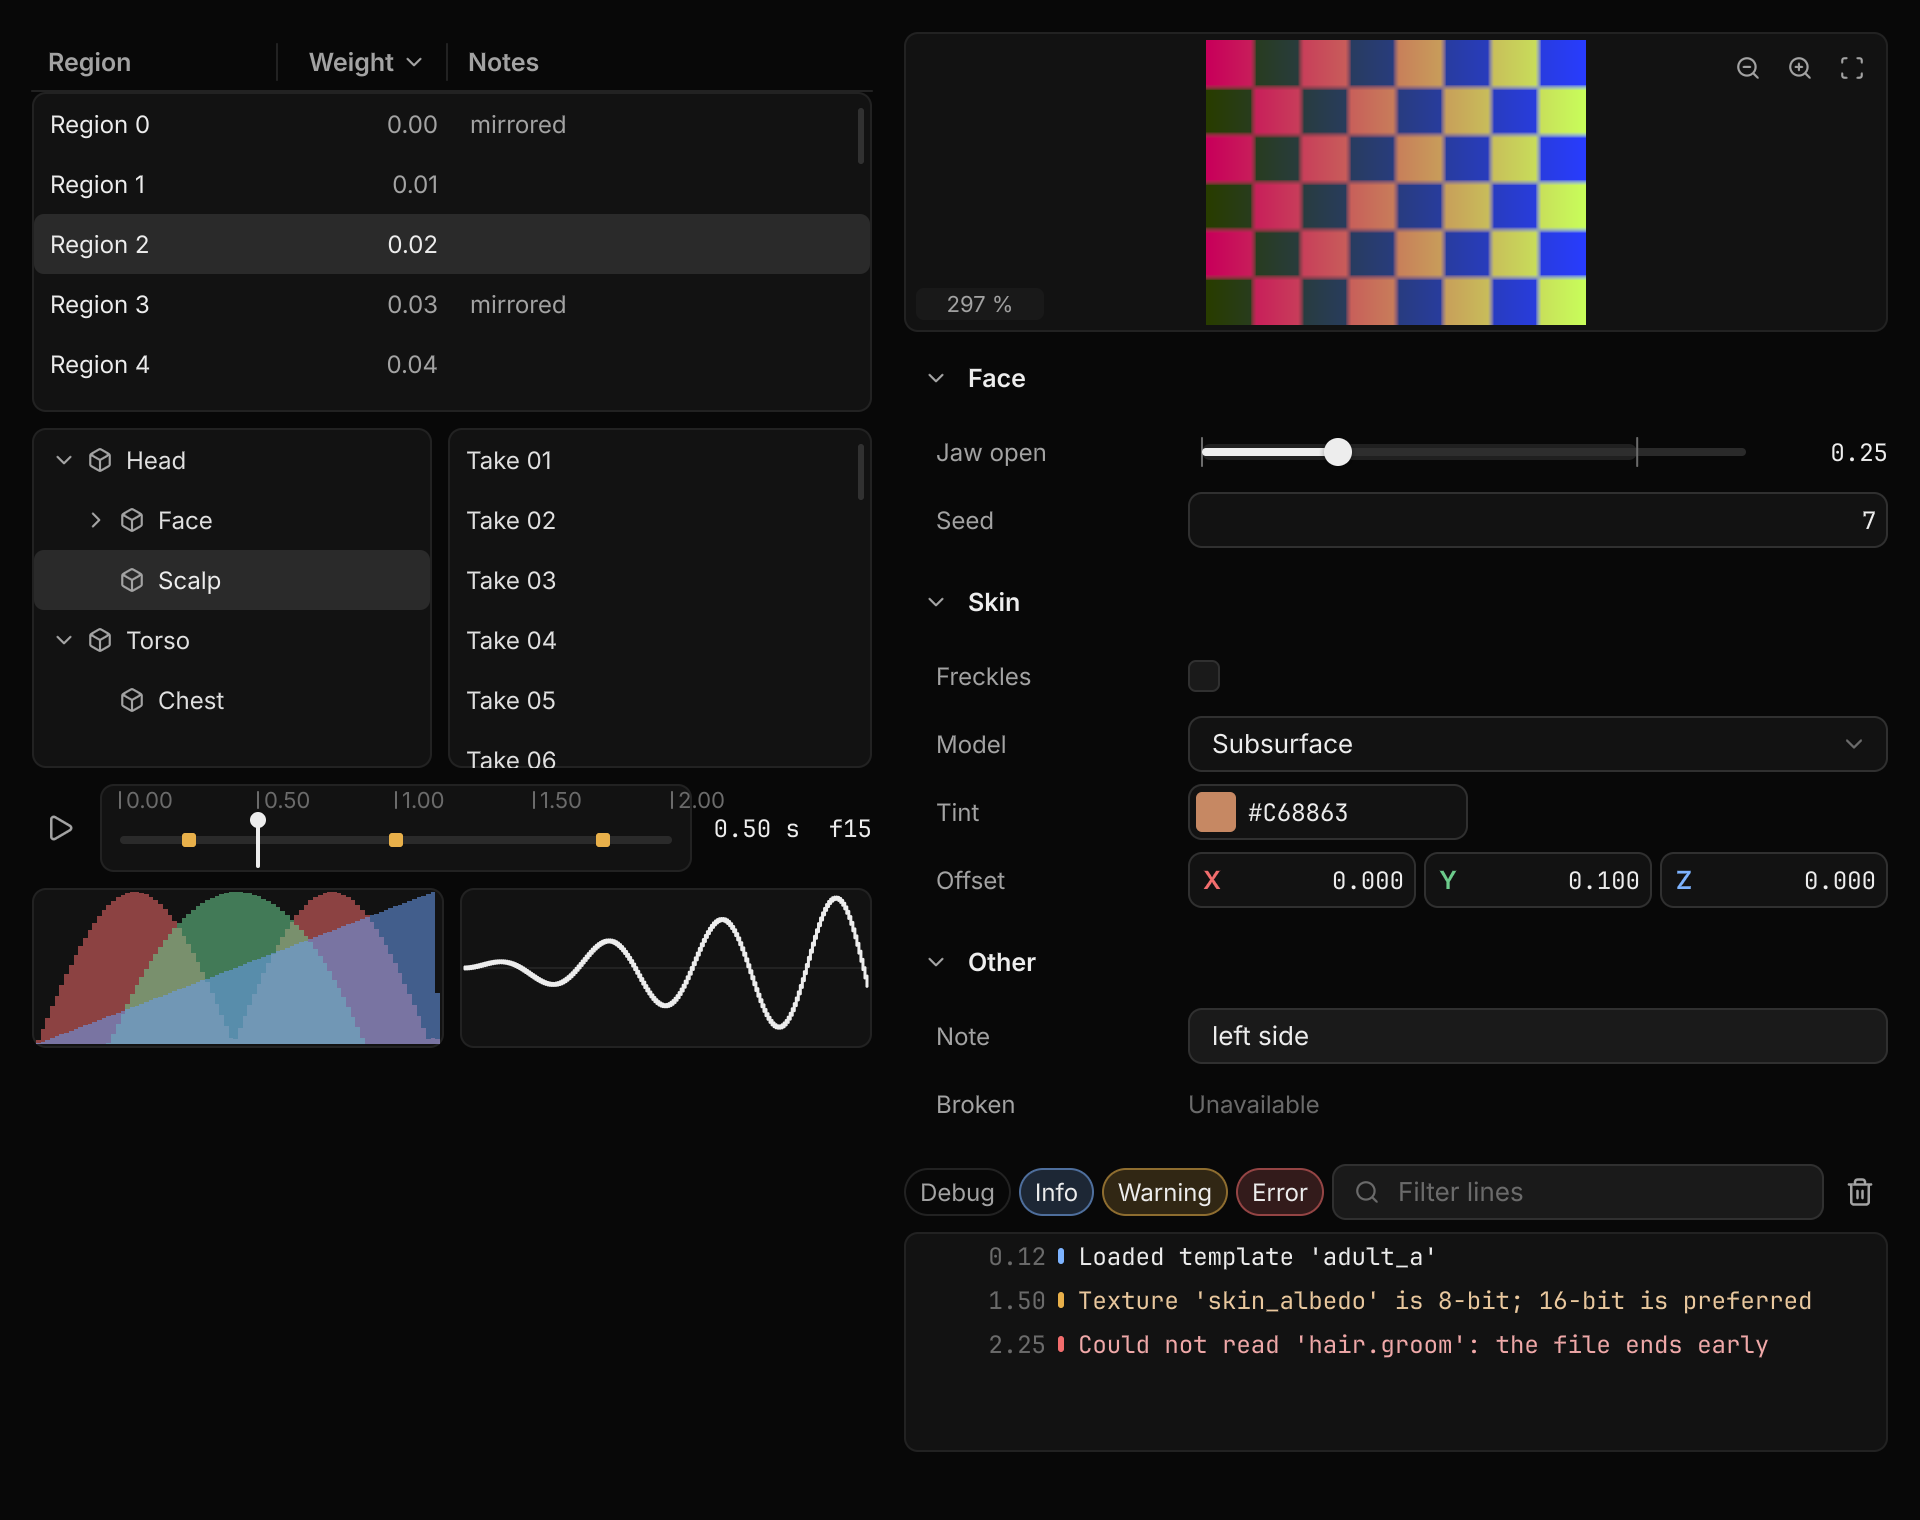 Region Weight Notes
Region 0 0.00 mirrored
Region 1 0.01
Region 2 0.02
Region 3 0.03 mirrored
Region 4 0.04
Head
Face
Scalp
Torso
Chest
Take 01
Take 02
Take 03
Take 04
Take 05
Take 06
0.00 0.50 1.00 1.50 2.00
0.50 s f15
297 %
Face
Jaw open 0.25
Seed 7
Skin
Freckles
Model Subsurface
Tint #C68863
Offset X 0.000 Y 0.100 Z 0.000
Other
Note left side
Broken Unavailable
Debug Info Warning Error Filter lines
0.12 Loaded template 'adult_a'
1.50 Texture 'skin_albedo' is 8-bit; 16-bit is preferred
2.25 Could not read 'hair.groom': the file ends early